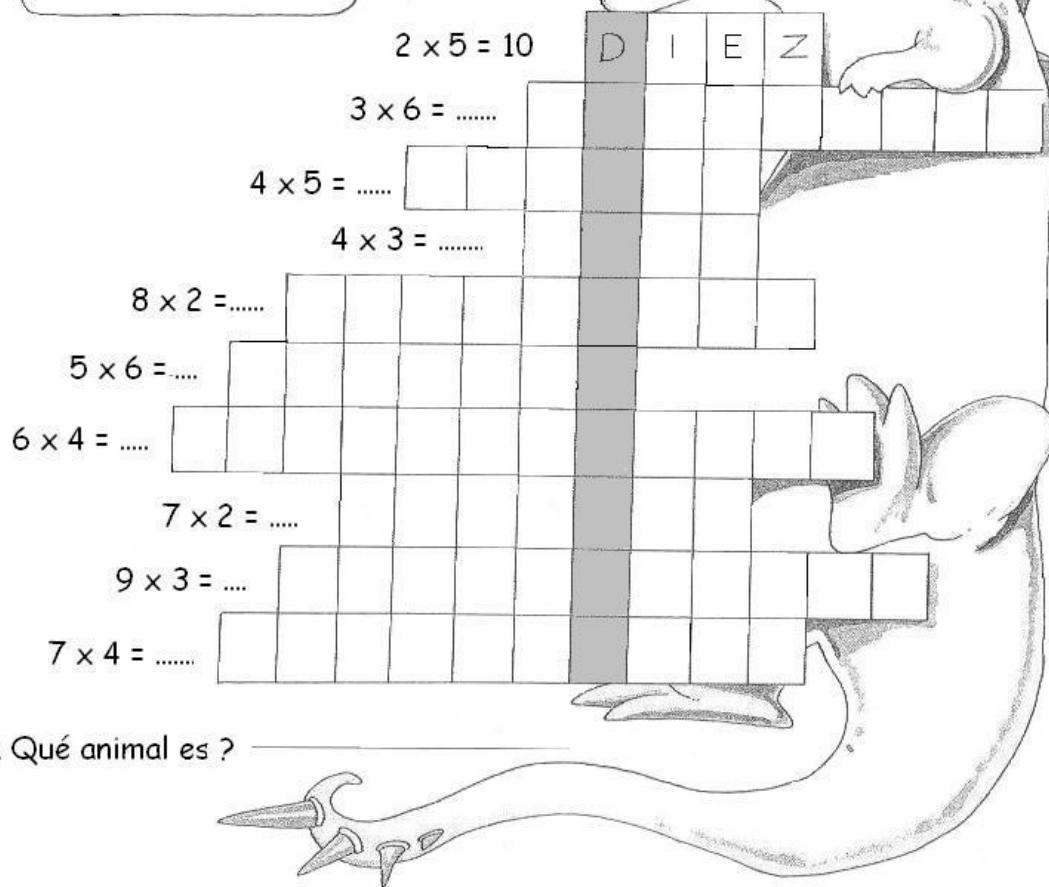 2 x 5 = 10 D I E Z
3 x 6 = .......
4 x 5 = ......
4 x 3 = ........
8 x 2 =......
5 x 6 =.....
6 x 4 = .....
7 x 2 = .....
9 x 3 = ....
7 x 4 = .......
Qué animal es ?